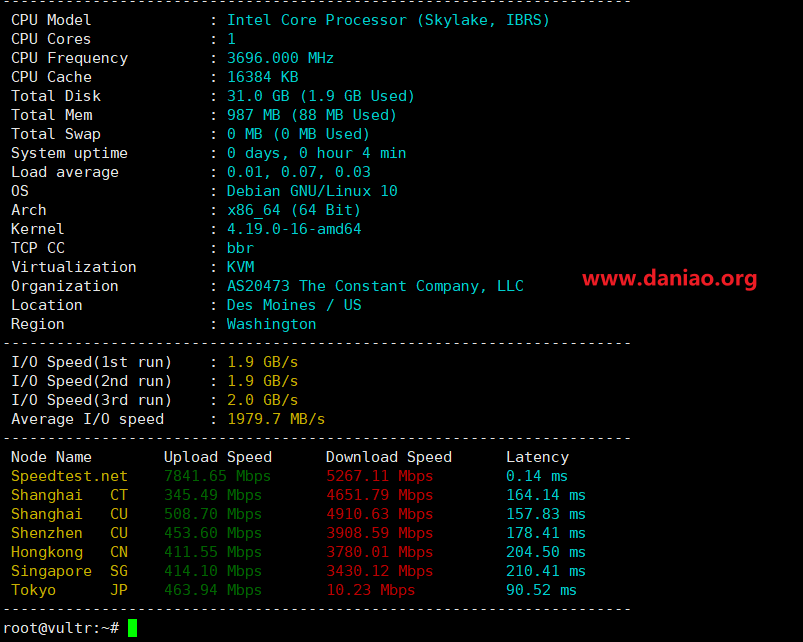 CPU Model : Intel Core Processor (Skylake, IBRS)
CPU Cores : 1
CPU Frequency : 3696.000 MHz
CPU Cache : 16384 KB
Total Disk : 31.0 GB (1.9 GB Used)
Total Mem : 987 MB (88 MB Used)
Total Swap : 0 MB (0 MB Used)
System uptime : 0 days, 0 hour 4 min
Load average : 0.01, 0.07, 0.03
OS : Debian GNU/Linux 10
Arch : x86_64 (64 Bit)
Kernel : 4.19.0-16-amd64
TCP CC : bbr
Virtualization : KVM
www.daniao.org
Organization : AS20473 The Constant Company, LLC
Location : Des Moines / US
Region : Washington
I/O Speed(1st run) : 1.9 GB/s
I/O Speed(2nd run) : 1.9 GB/s
I/O Speed(3rd run) : 2.0 GB/s
Average I/O speed : 1979.7 MB/s
Node Name Upload Speed Download Speed Latency
Speedtest.net 7841.65 Mbps 5267.11 Mbps 0.14 ms
Shanghai CT 345.49 Mbps 4651.79 Mbps 164.14 ms
Shanghai CU 508.70 Mbps 4910.63 Mbps 157.83 ms
Shenzhen CU 453.60 Mbps 3908.59 Mbps 178.41 ms
Hongkong CN 411.55 Mbps 3780.01 Mbps 204.50 ms
Singapore SG 414.10 Mbps 3430.12 Mbps 210.41 ms
Tokyo JP 463.94 Mbps 10.23 Mbps 90.52 ms
root@vultr:~#